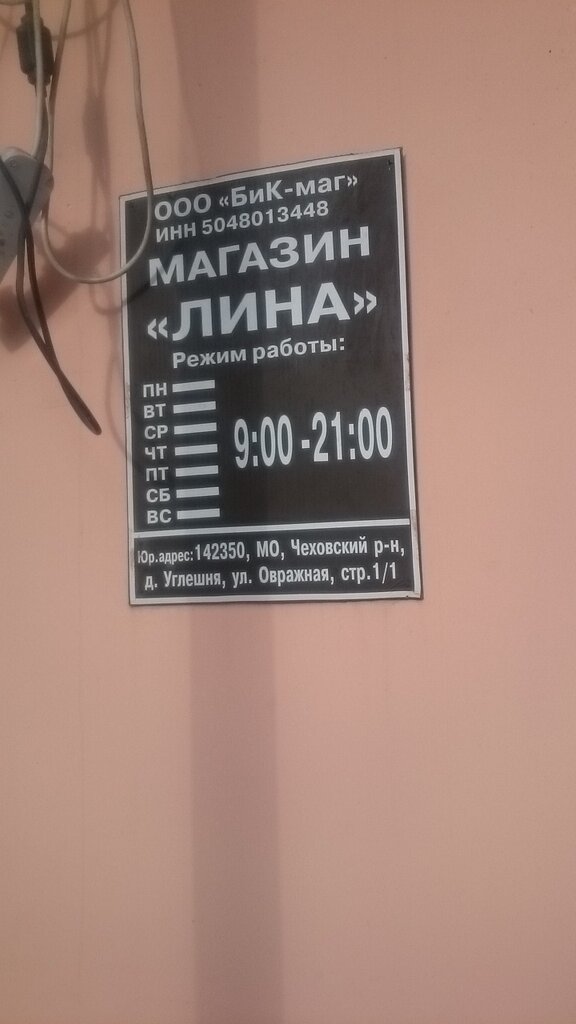 ООО «БиК-маг»
ИНН 5048013448
МАГАЗИН
«ЛИНА»
Режим работы:
ПН
ВТ
СР
ЧТ 9:00-21:00
ПТ
СБ
ВС
Юр.адрес:142350, МО, Чеховский р-н,
д. Углешня, ул. Овражная, стр.1/1